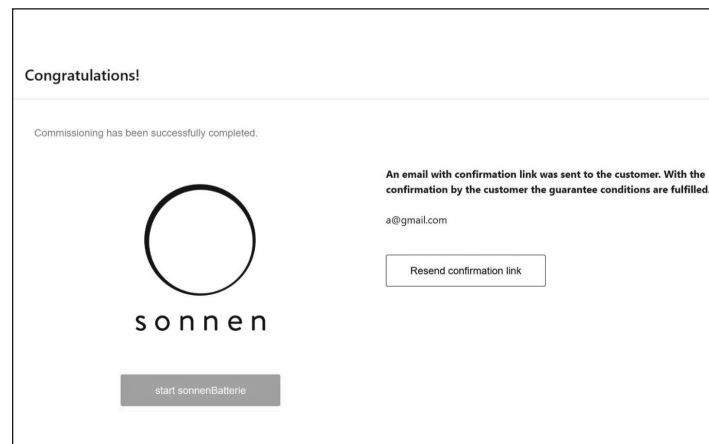 Congratulations!
Commissioning has been successfully completed.
An email with confirmation link was sent to the customer. With the
confirmation by the customer the guarantee conditions are fulfilled.
a@gmail.com
Resend confirmation link
sonnen
start sonnenBatterie